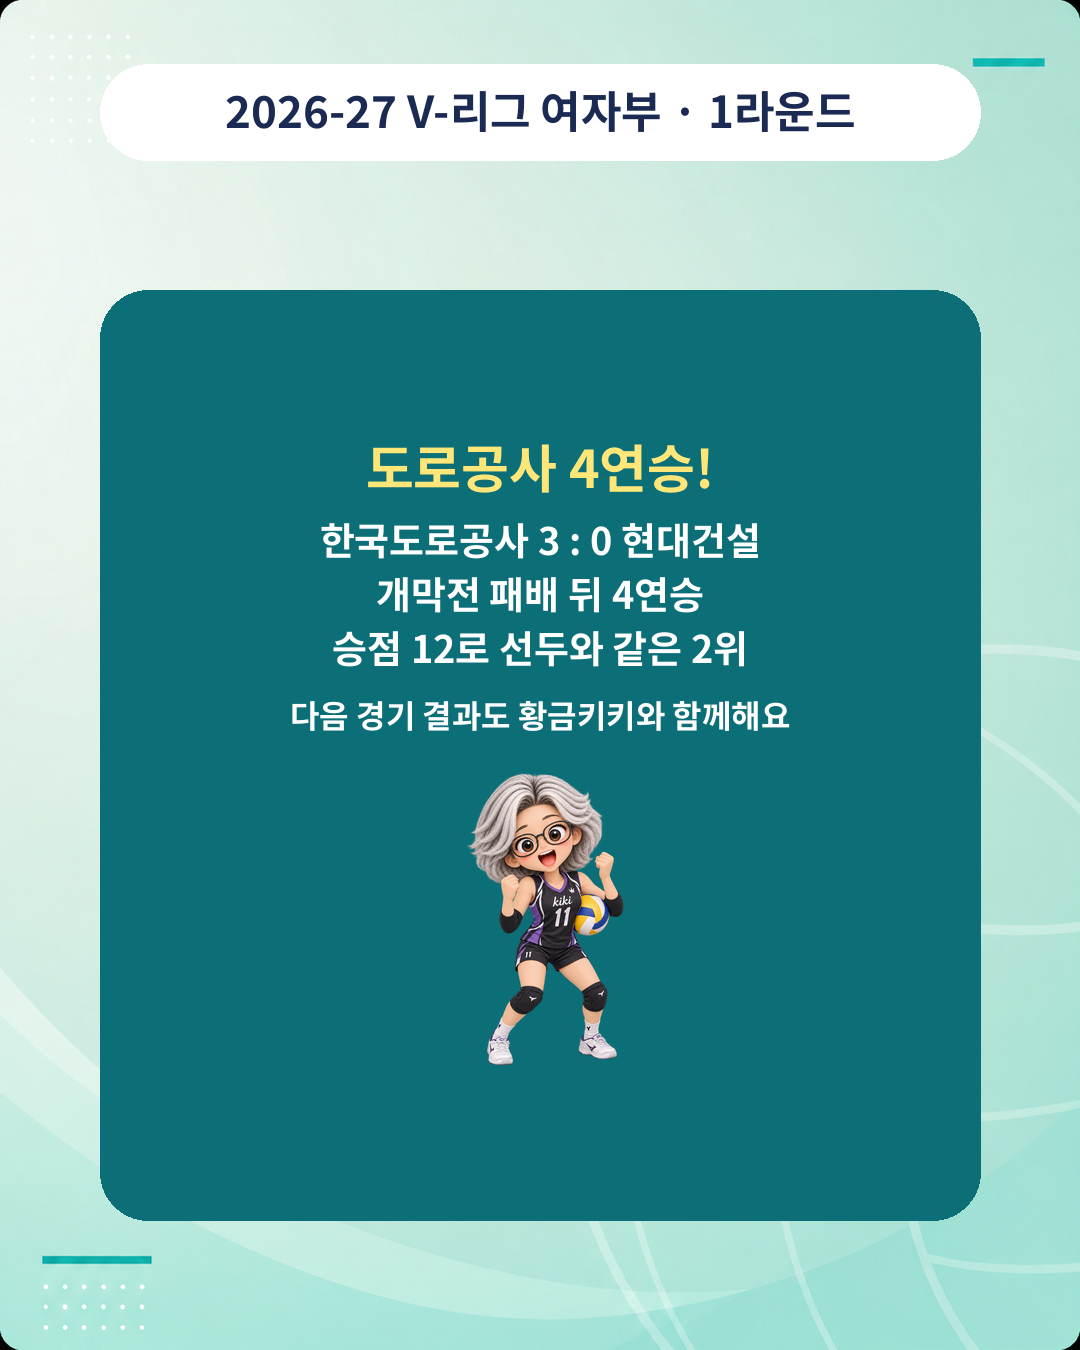 2026-27 V-리그 여자부 · 1라운드
도로공사 4연승!
한국도로공사 3 : 0 현대건설
개막전 패배 뒤 4연승
승점 12로 선두와 같은 2위
다음 경기 결과도 황금키키와 함께해요
kiki
11
11